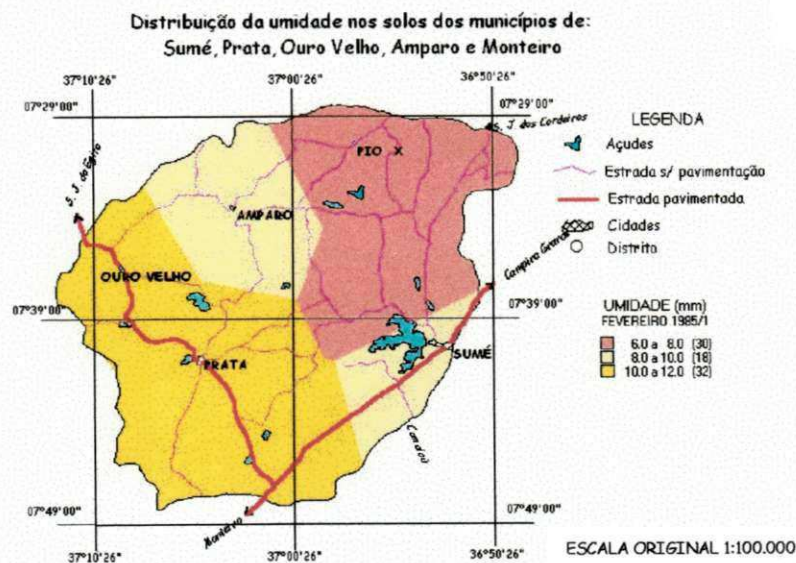 Distribuição da umidade nos solos dos municípios de:
Sumé, Prata, Ouro Velho, Amparo e Monteiro
37°10'26"
37°00'26"
36°50'26"
07°29'00"
07°29'00"
S. J. dos Cordeiros
LEGENDA
PIO X
Açudes
Estrada s/ pavimentação
S. J. do Egito
Estrada pavimentada
AMPARO
Cidades
Distrito
Campina Grande
OURO VELHO
07°39'00"
07°39'00"
UMIDADE (mm)
FEVEREIRO 1985/1
6.0 a 8.0 (30)
8.0 a 10.0 (18)
10.0 a 12.0 (32)
SUMÉ
PRATA
07°49'00"
07°49'00"
Monteiro
37°10'26"
37°00'26"
36°50'26"
ESCALA ORIGINAL 1:100.000